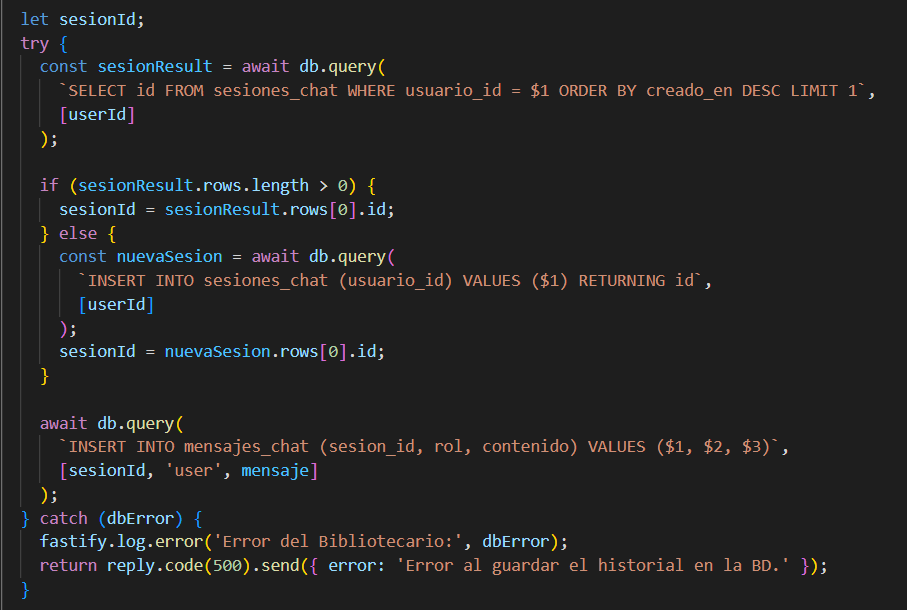 let sesionId;
try {
  const sesionResult = await db.query(
    `SELECT id FROM sesiones_chat WHERE usuario_id = $1 ORDER BY creado_en DESC LIMIT 1`,
    [userId]
  );

  if (sesionResult.rows.length > 0) {
    sesionId = sesionResult.rows[0].id;
  } else {
    const nuevaSesion = await db.query(
      `INSERT INTO sesiones_chat (usuario_id) VALUES ($1) RETURNING id`,
      [userId]
    );
    sesionId = nuevaSesion.rows[0].id;
  }

  await db.query(
    `INSERT INTO mensajes_chat (sesion_id, rol, contenido) VALUES ($1, $2, $3)`,
    [sesionId, 'user', mensaje]
  );
} catch (dbError) {
  fastify.log.error('Error del Bibliotecario:', dbError);
  return reply.code(500).send({ error: 'Error al guardar el historial en la BD.' });
}